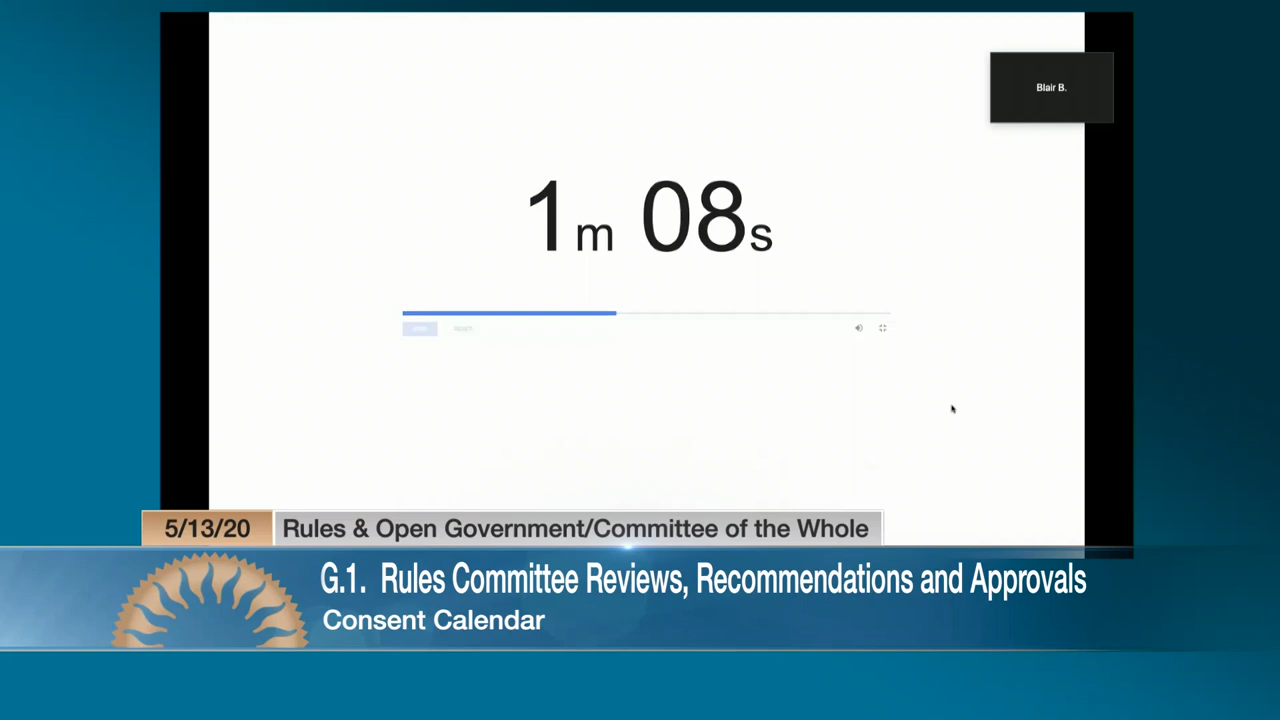 Blair B.
1m 08s
5/13/20
Rules & Open Government/Committee of the Whole
G.1. Rules Committee Reviews, Recommendations and Approvals
Consent Calendar